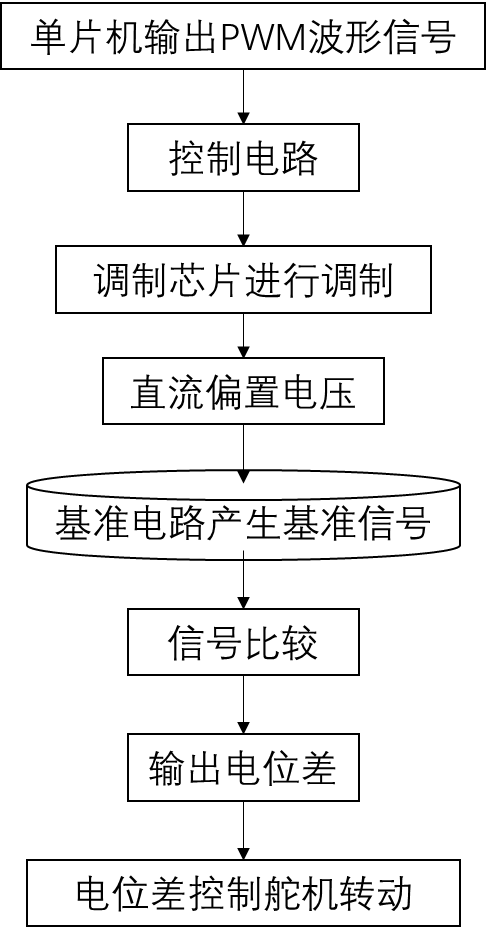 单片机输出PWM波形信号
控制电路
调制芯片进行调制
直流偏置电压
基准电路产生基准信号
信号比较
输出电位差
电位差控制舵机转动